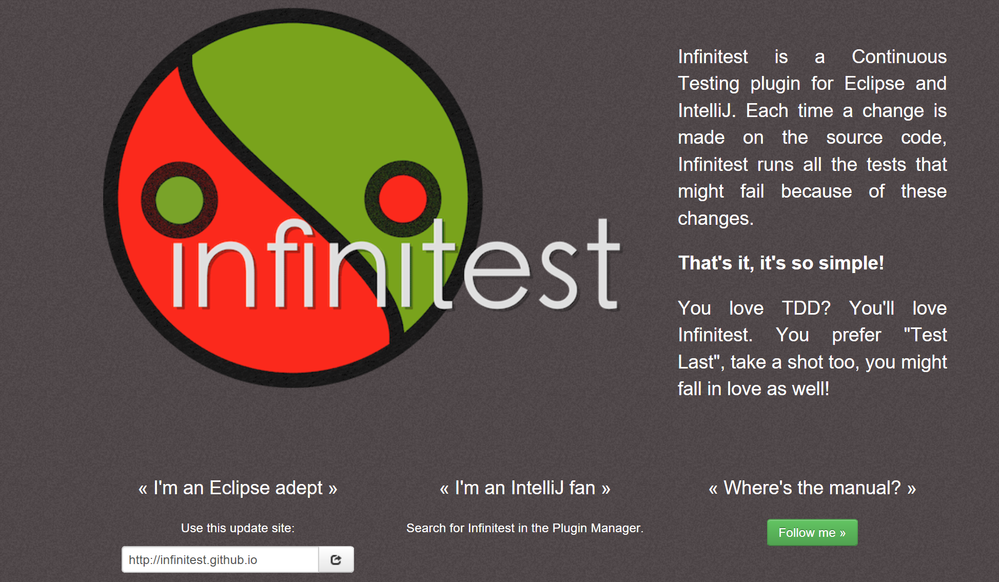 infinitest
Infinitest is a Continuous
Testing plugin for Eclipse and
IntelliJ. Each time a change is
made on the source code,
Infinitest runs all the tests that
might fail because of these
changes.
That's it, it's so simple!
You love TDD? You'll love
Infinitest. You prefer "Test
Last", take a shot too, you might
fall in love as well!
« I'm an Eclipse adept »
Use this update site:
http://infinitest.github.io
« I'm an IntelliJ fan »
Search for Infinitest in the Plugin Manager.
« Where's the manual? »
Follow me »